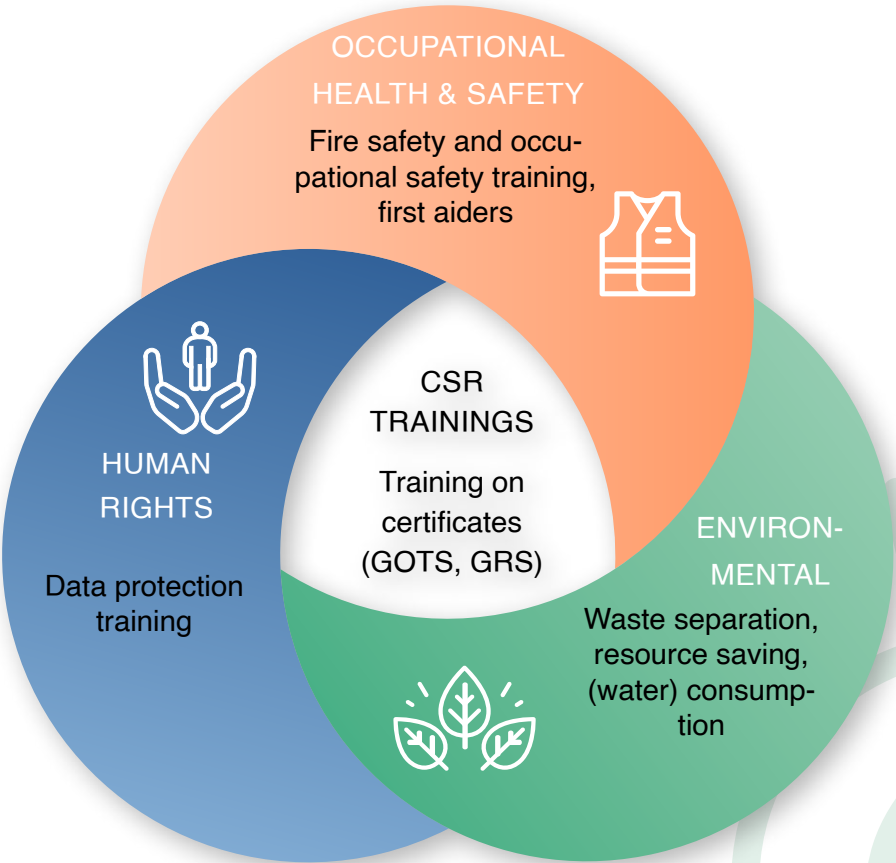 OCCUPATIONAL
HEALTH & SAFETY
Fire safety and occu-
pational safety training,
first aiders
CSR
TRAININGS
Training on
certificates
(GOTS, GRS)
HUMAN
RIGHTS
Data protection
training
ENVIRON-
MENTAL
Waste separation,
resource saving,
(water) consump-
tion